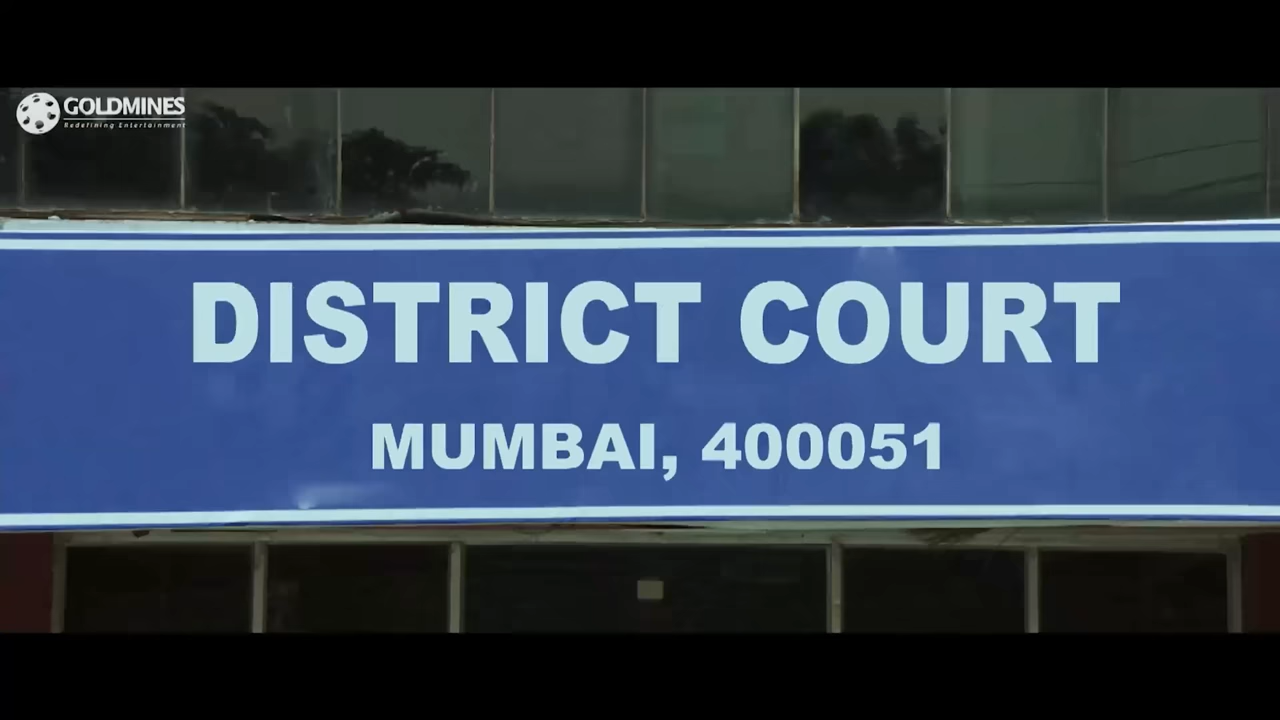 GOLDMINES
Redefining Entertainment
DISTRICT COURT
MUMBAI, 400051